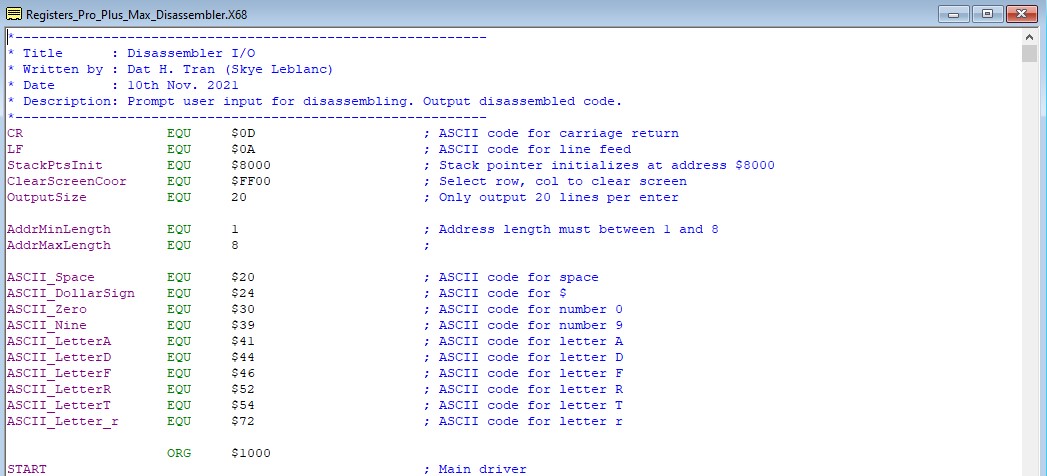 Registers_Pro_Plus_Max_Disassembler.X68
*-----------------------------------------------------------
* Title      : Disassembler I/O
* Written by : Dat H. Tran (Skye Leblanc)
* Date       : 10th Nov. 2021
* Description: Prompt user input for disassembling. Output disassembled code.
*-----------------------------------------------------------
CR                  EQU     $0D                     ; ASCII code for carriage return
LF                  EQU     $0A                     ; ASCII code for line feed
StackPtsInit        EQU     $8000                   ; Stack pointer initializes at address $8000
ClearScreenCoor     EQU     $FF00                   ; Select row, col to clear screen
OutputSize          EQU     20                      ; Only output 20 lines per enter
AddrMinLength       EQU     1                       ; Address length must between 1 and 8
AddrMaxLength       EQU     8                       ;
ASCII_Space         EQU     $20                     ; ASCII code for space
ASCII_DollarSign    EQU     $24                     ; ASCII code for $
ASCII_Zero          EQU     $30                     ; ASCII code for number 0
ASCII_Nine          EQU     $39                     ; ASCII code for number 9
ASCII_LetterA       EQU     $41                     ; ASCII code for letter A
ASCII_LetterD       EQU     $44                     ; ASCII code for letter D
ASCII_LetterF       EQU     $46                     ; ASCII code for letter F
ASCII_LetterR       EQU     $52                     ; ASCII code for letter R
ASCII_LetterT       EQU     $54                     ; ASCII code for letter T
ASCII_Letter_r      EQU     $72                     ; ASCII code for letter r
                    ORG     $1000
START                                               ; Main driver